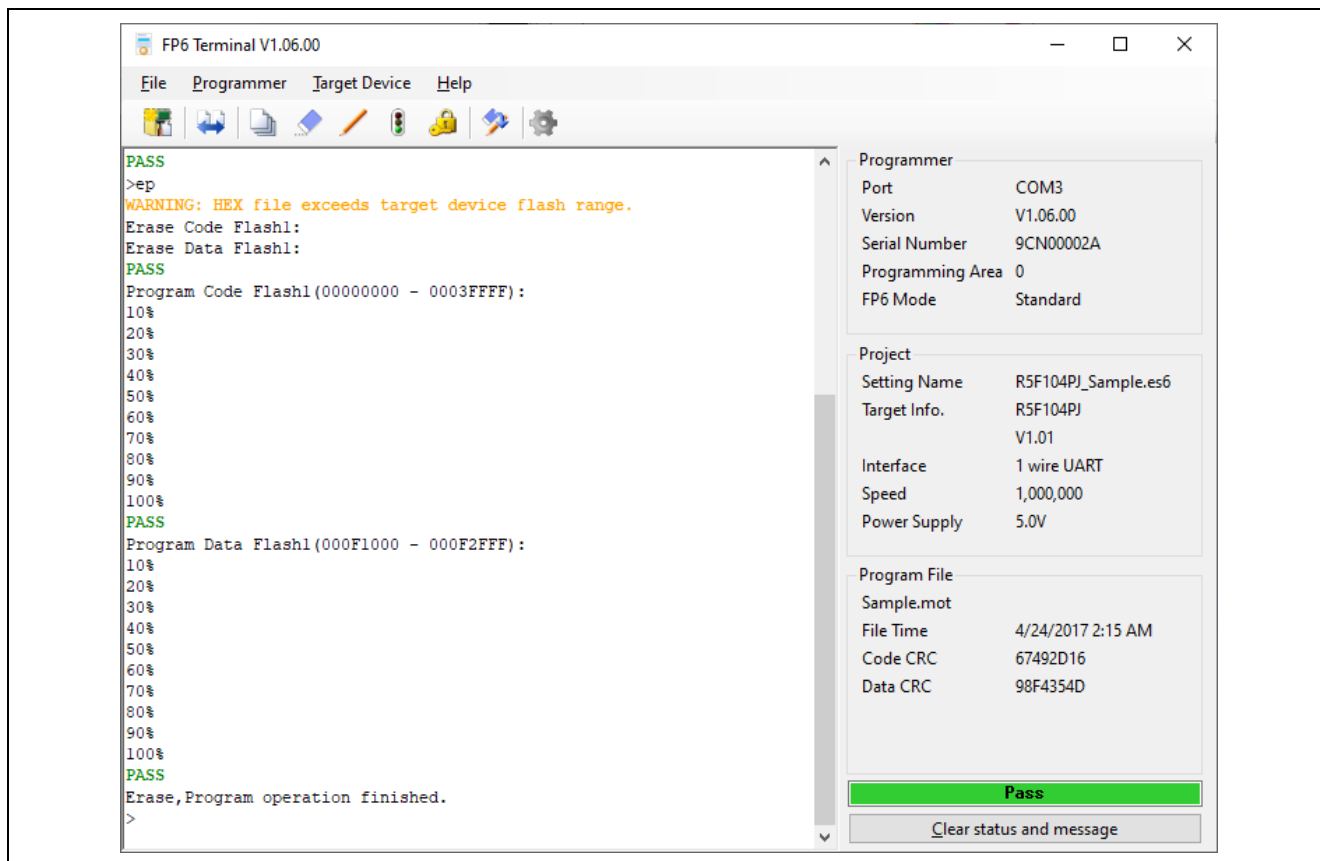 FP6 Terminal V1.06.00
File Programmer Target Device Help
PASS
>ep
WARNING: HEX file exceeds target device flash range.
Erase Code Flash1:
Erase Data Flash1:
PASS
Program Code Flash1(00000000 - 0003FFFF):
10%
20%
30%
40%
50%
60%
70%
80%
90%
100%
PASS
Program Data Flash1(000F1000 - 000F2FFF):
10%
20%
30%
40%
50%
60%
70%
80%
90%
100%
PASS
Erase,Program operation finished.
>
Programmer
Port COM3
Version V1.06.00
Serial Number 9CN00002A
Programming Area 0
FP6 Mode Standard
Project
Setting Name R5F104PJ_Sample.es6
Target Info. R5F104PJ
V1.01
Interface 1 wire UART
Speed 1,000,000
Power Supply 5.0V
Program File
Sample.mot
File Time 4/24/2017 2:15 AM
Code CRC 67492D16
Data CRC 98F4354D
Pass
Clear status and message